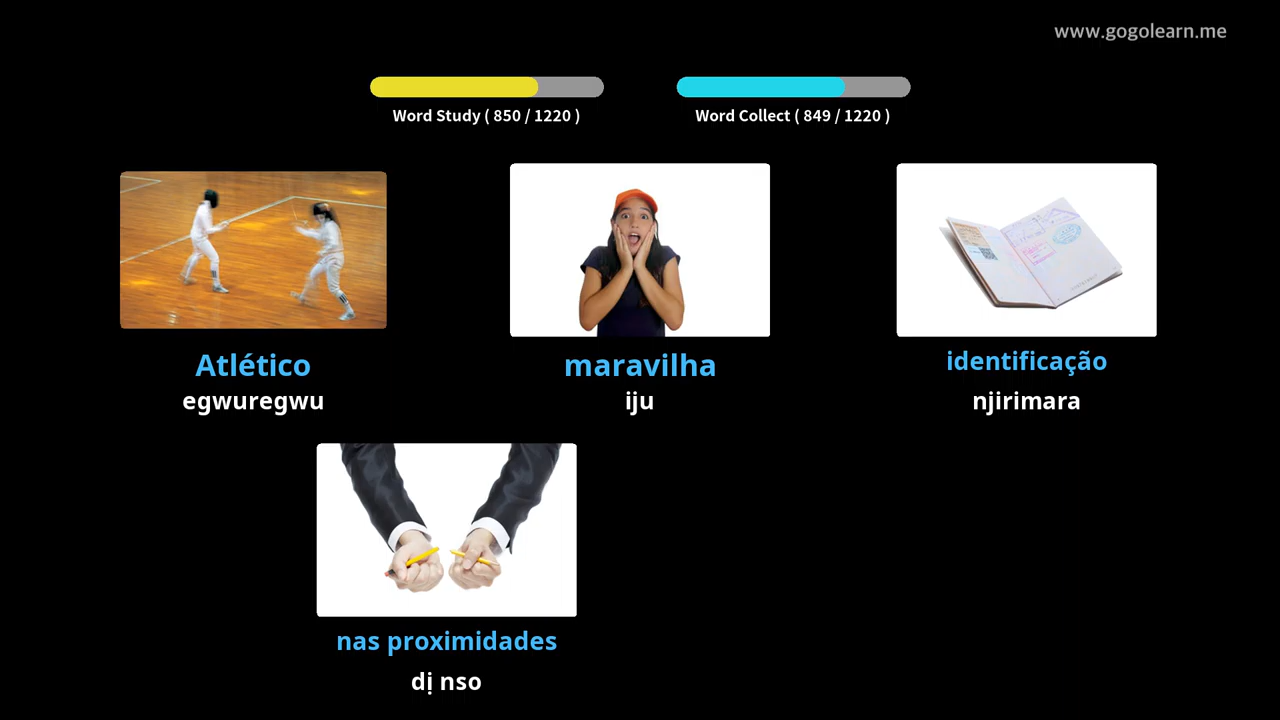 www.gogolearn.me
Word Study ( 850 / 1220 )
Word Collect ( 849 / 1220 )
Atlético
egwuregwu
maravilha
iju
identificação
njirimara
nas proximidades
dị nso